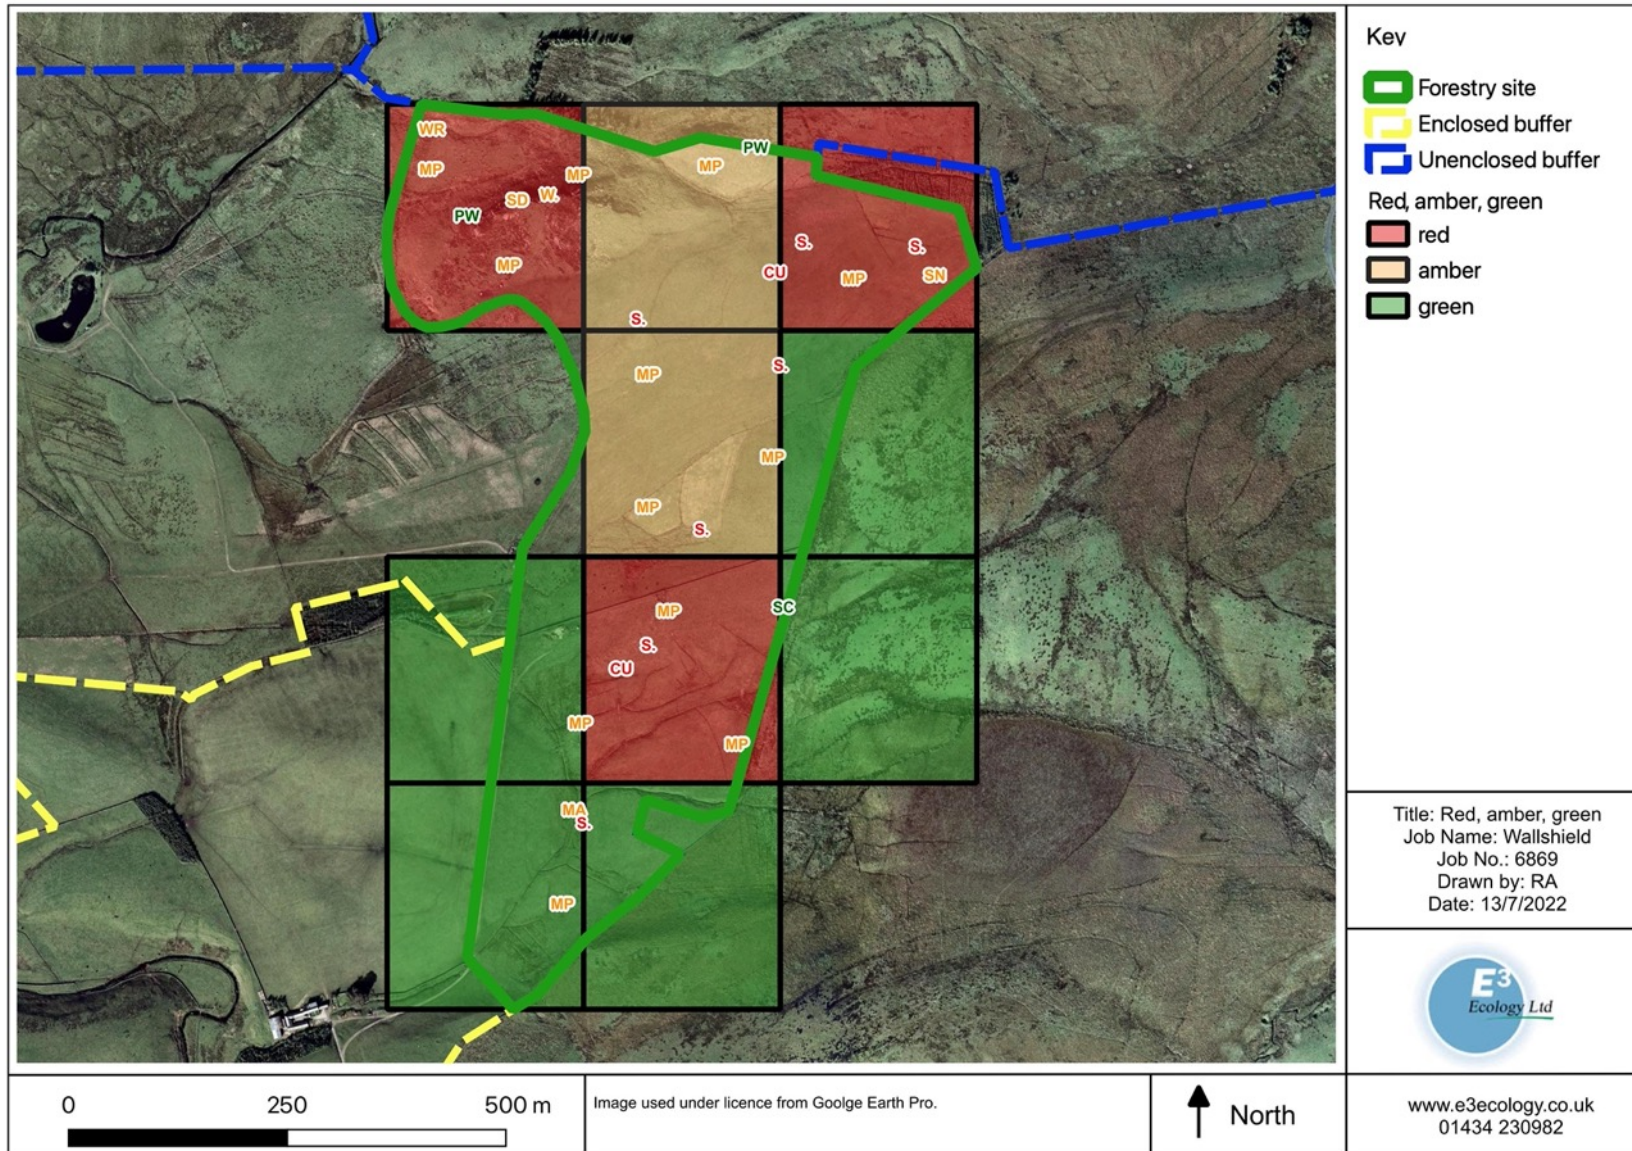 Key
Forestry site
Enclosed buffer
Unenclosed buffer
Red, amber, green
red
amber
green
WR
MP
PW
SD
W.
MP
MP
MP
PW
S.
S.
CU
MP
SN
S.
MP
S.
MP
MP
S.
MP
SC
S.
CU
MP
MP
MA
S.
MP
Title: Red, amber, green
Job Name: Wallshield
Job No.: 6869
Drawn by: RA
Date: 13/7/2022
E3
Ecology Ltd
0 250 500 m
Image used under licence from Goolge Earth Pro.
North
www.e3ecology.co.uk
01434 230982